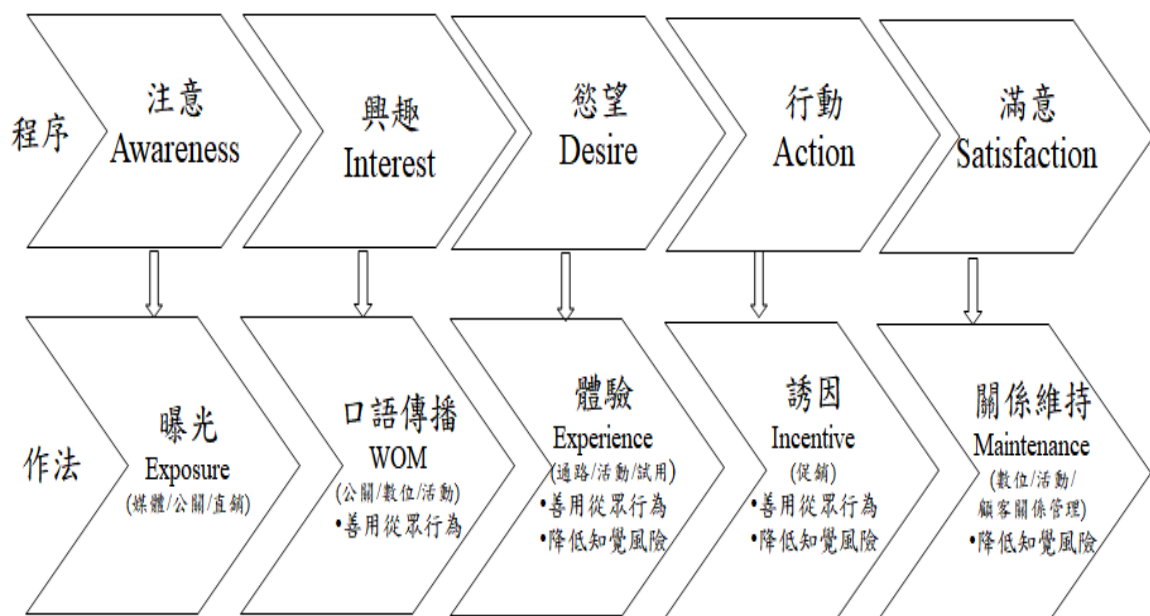 程序
注意
Awareness
興趣
Interest
慾望
Desire
行動
Action
滿意
Satisfaction
作法
曝光
Exposure
(媒體/公關/直銷)
口語傳播
WOM
(公關/數位/活動)
•善用從眾行為
體驗
Experience
(通路/活動/試用)
•善用從眾行為
•降低知覺風險
誘因
Incentive
(促銷)
•善用從眾行為
•降低知覺風險
關係維持
Maintenance
(數位/活動/
顧客關係管理)
•降低知覺風險